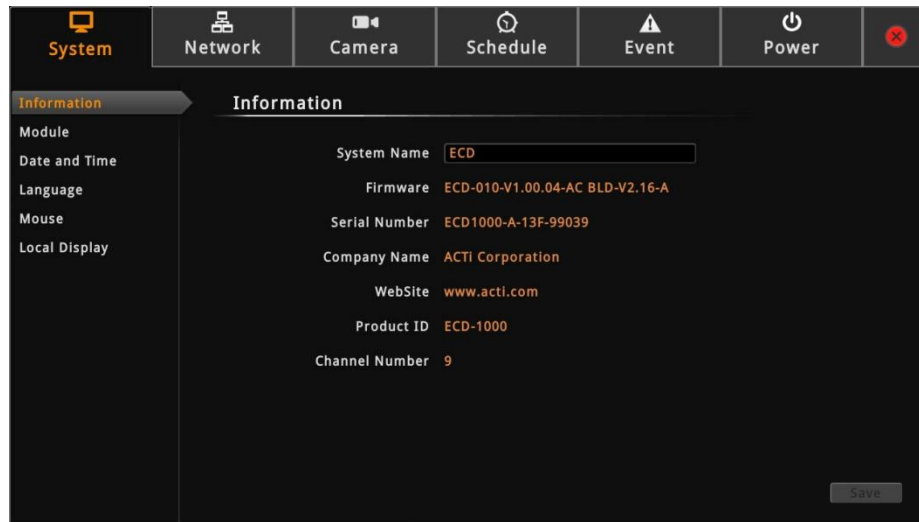 System Network Camera Schedule Event Power
Information
Module
Date and Time
Language
Mouse
Local Display
Information
System Name ECD
Firmware ECD-010-V1.00.04-AC BLD-V2.16-A
Serial Number ECD1000-A-13F-99039
Company Name ACTi Corporation
WebSite www.acti.com
Product ID ECD-1000
Channel Number 9
Save